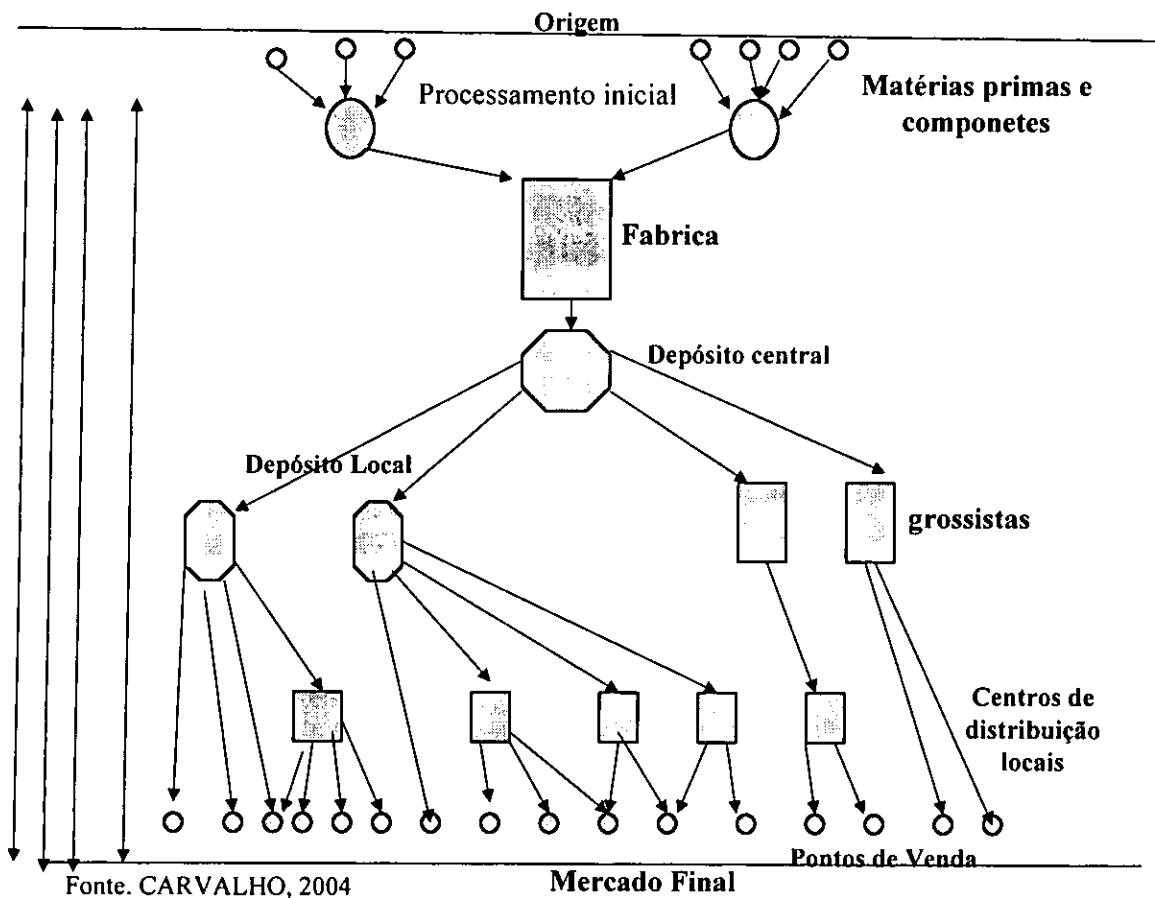 Origem
Processamento inicial
Matérias primas e
componetes
Fabrica
Depósito central
Depósito Local
grossistas
Centros de
distribuição
locais
Pontos de Venda
Fonte. CARVALHO, 2004
Mercado Final